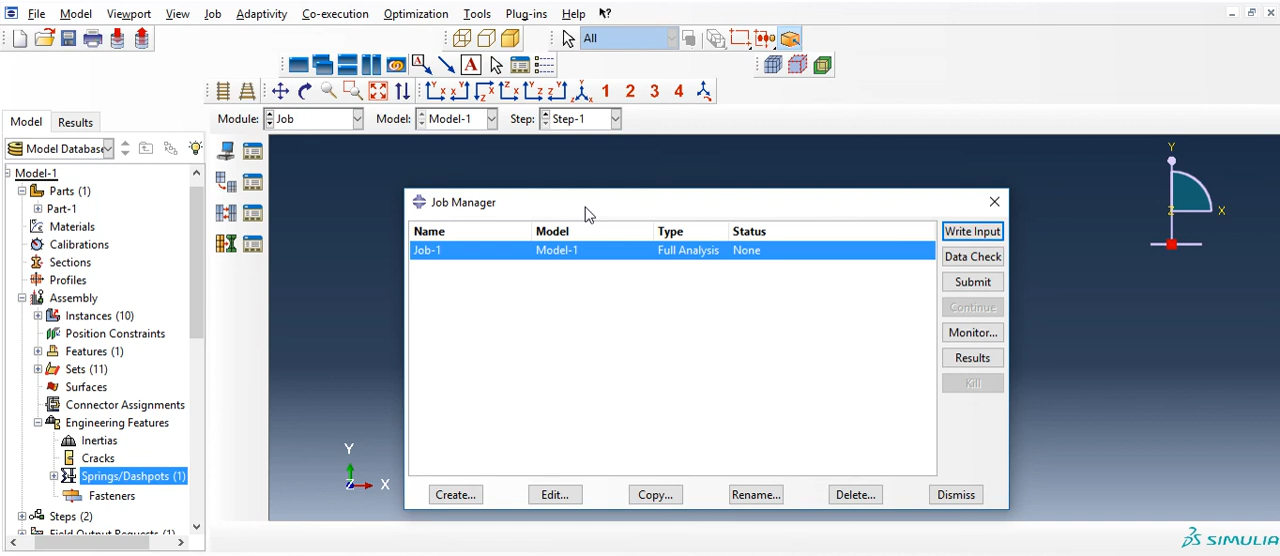 File Model Viewport View Job Adaptivity Co-execution Optimization Tools Plug-ins Help
All
A A
1 2 3 4
Model Results Module: Job Model: Model-1 Step: Step-1
Model Database
Model-1
Parts (1)
Part-1
Materials
Calibrations
Sections
Profiles
Assembly
Instances (10)
Position Constraints
Features (1)
Sets (11)
Surfaces
Connector Assignments
Engineering Features
Inertias
Cracks
Springs/Dashpots (1)
Fasteners
Steps (2)
Field Output Requests (1)
Y
Z X
Job Manager
Name Model Type Status
Job-1 Model-1 Full Analysis None
Write Input
Data Check
Submit
Continue
Monitor...
Results
Kill
Create... Edit... Copy... Rename... Delete... Dismiss
Y
Z X
SIMULIA